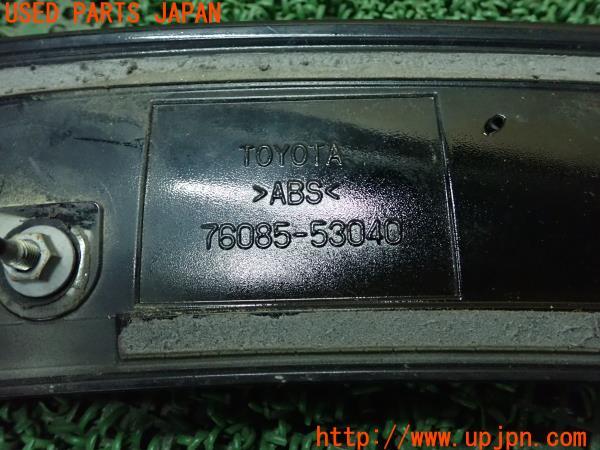 USED PARTS JAPAN
TOYOTA
>ABS<
76085-53040
http://www.upjpn.com